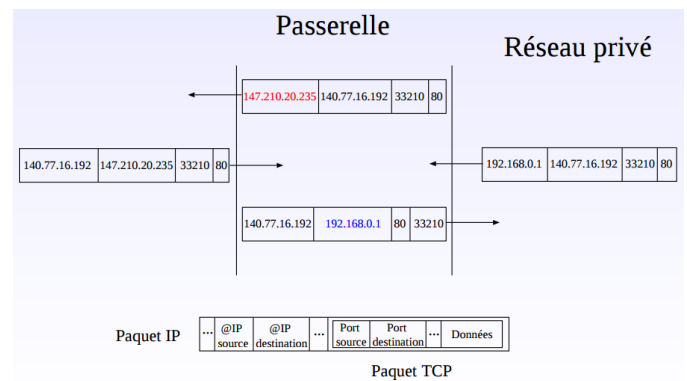 Passerelle
Réseau privé
147.210.20.235 140.77.16.192 33210 80
140.77.16.192 147.210.20.235 33210 80
192.168.0.1 140.77.16.192 33210 80
140.77.16.192 192.168.0.1 80 33210
Paquet IP
... @IP source @IP destination ... Port source Port destination ... Données
Paquet TCP